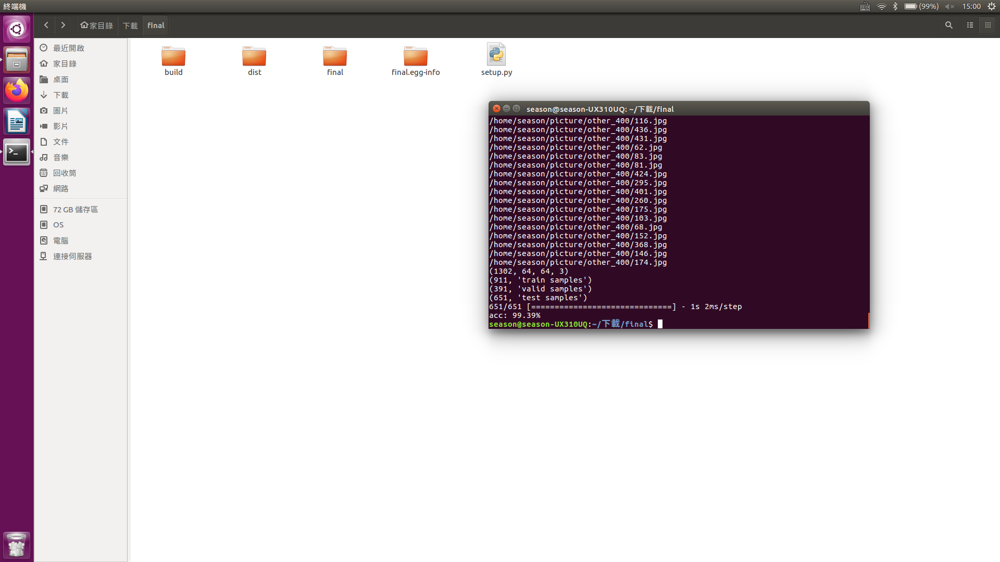 終端機
(99%)
15:00
家目錄
下載
final
最近開啟
家目錄
桌面
下載
圖片
影片
文件
音樂
回收筒
網路
72 GB 儲存區
OS
電腦
連接伺服器
build
dist
final
final.egg-info
setup.py
season@season-UX310UQ: ~/下載/final
/home/season/picture/other_400/116.jpg
/home/season/picture/other_400/436.jpg
/home/season/picture/other_400/431.jpg
/home/season/picture/other_400/62.jpg
/home/season/picture/other_400/83.jpg
/home/season/picture/other_400/81.jpg
/home/season/picture/other_400/424.jpg
/home/season/picture/other_400/295.jpg
/home/season/picture/other_400/401.jpg
/home/season/picture/other_400/260.jpg
/home/season/picture/other_400/175.jpg
/home/season/picture/other_400/103.jpg
/home/season/picture/other_400/68.jpg
/home/season/picture/other_400/152.jpg
/home/season/picture/other_400/368.jpg
/home/season/picture/other_400/146.jpg
/home/season/picture/other_400/174.jpg
(1302, 64, 64, 3)
(911, 'train samples')
(391, 'valid samples')
(651, 'test samples')
651/651 [==============================] - 1s 2ms/step
acc: 99.39%
season@season-UX310UQ:~/下載/final$